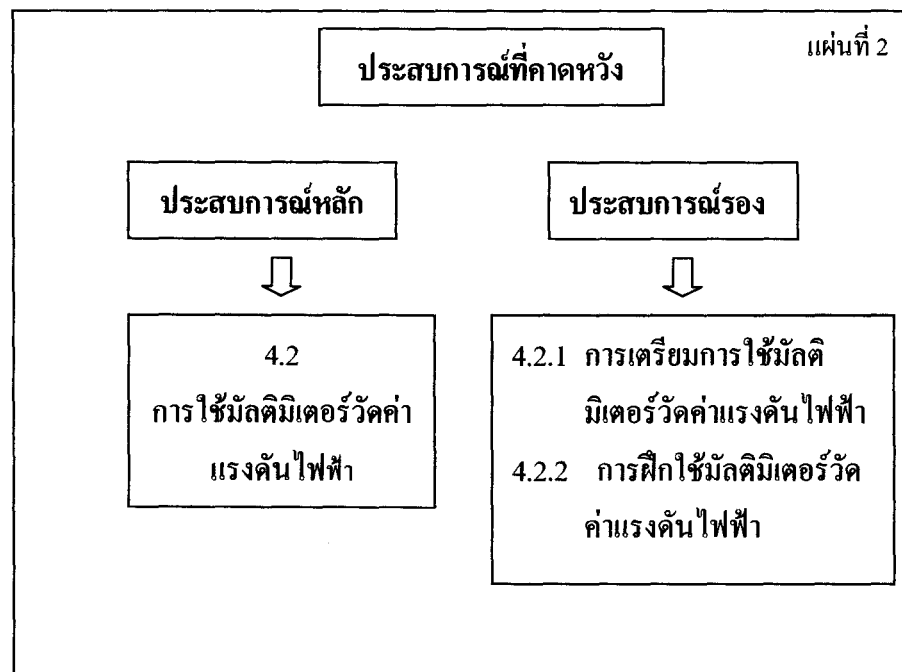 แผ่นที่ 2
ประสบการณ์ที่คาดหวัง
ประสบการณ์หลัก
ประสบการณ์รอง
4.2
การใช้มัลติมิเตอร์วัดค่า
แรงดันไฟฟ้า
4.2.1 การเตรียมการใช้มัลติ
มิเตอร์วัดค่าแรงดันไฟฟ้า
4.2.2 การฝึกใช้มัลติมิเตอร์วัด
ค่าแรงดันไฟฟ้า